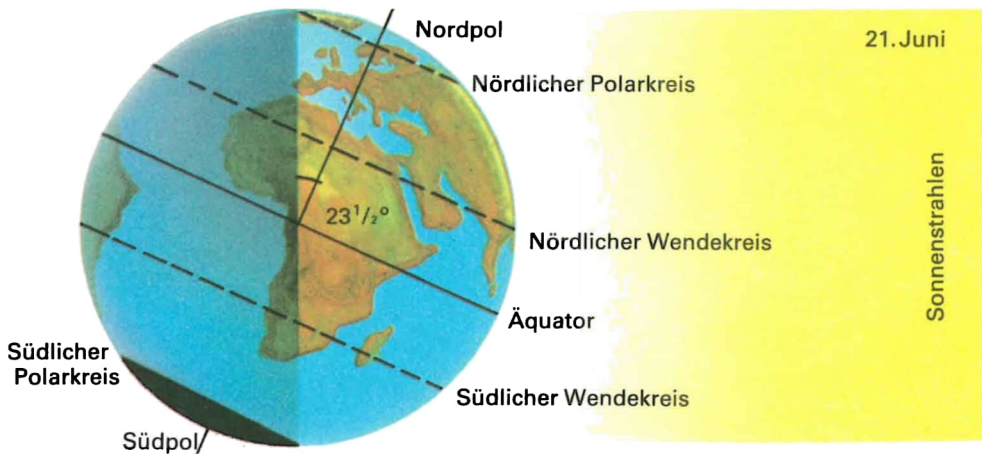 Nordpol
21. Juni
Nördlicher Polarkreis
23 1/2°
Nördlicher Wendekreis
Sonnenstrahlen
Äquator
Südlicher
Polarkreis
Südlicher Wendekreis
Südpol